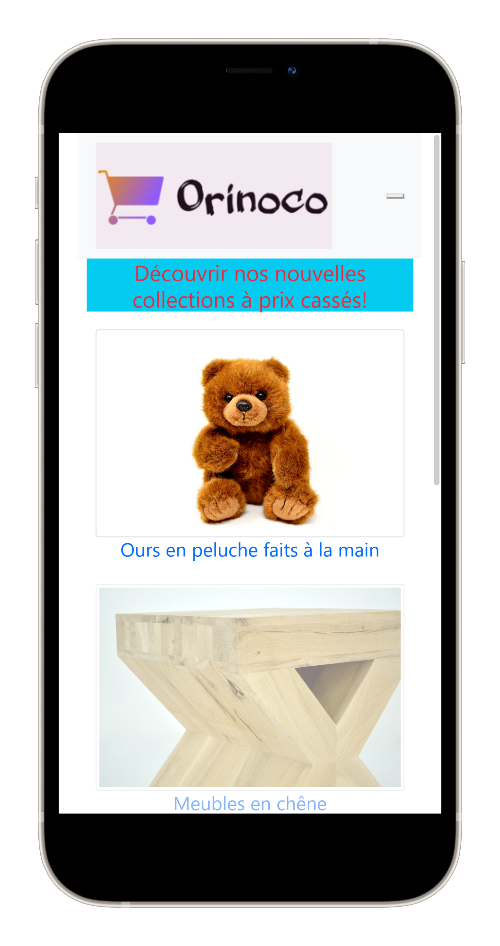 Orinoco
Découvrir nos nouvelles
collections à prix cassés!
Ours en peluche faits à la main
Meubles en chêne